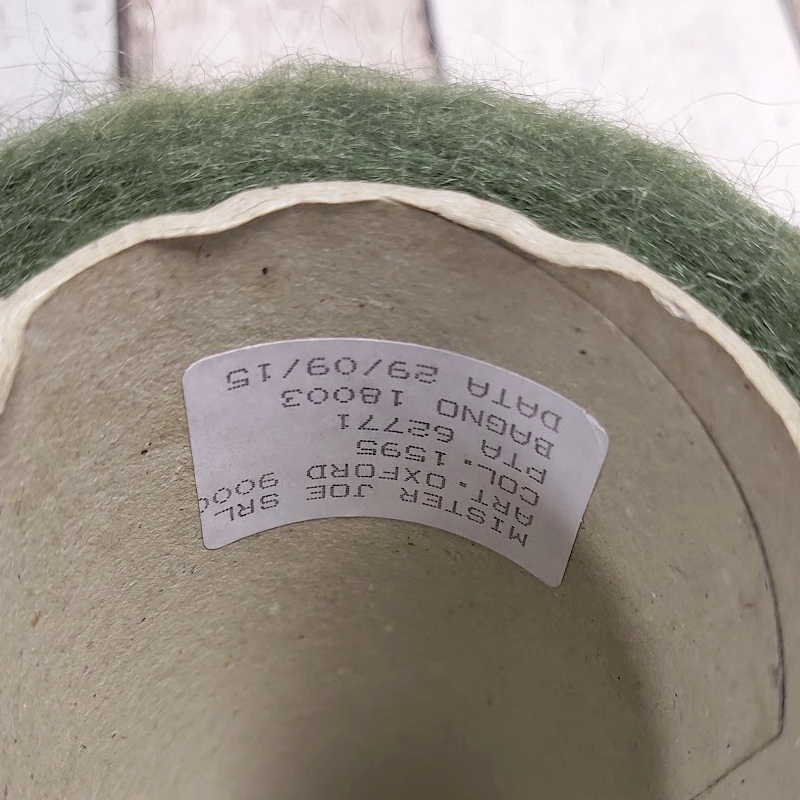 MISTER JOE SRL
ART. OXFORD 900
COL. 1595
PTA 62771
BAGNO 18003
DATA 29/09/15